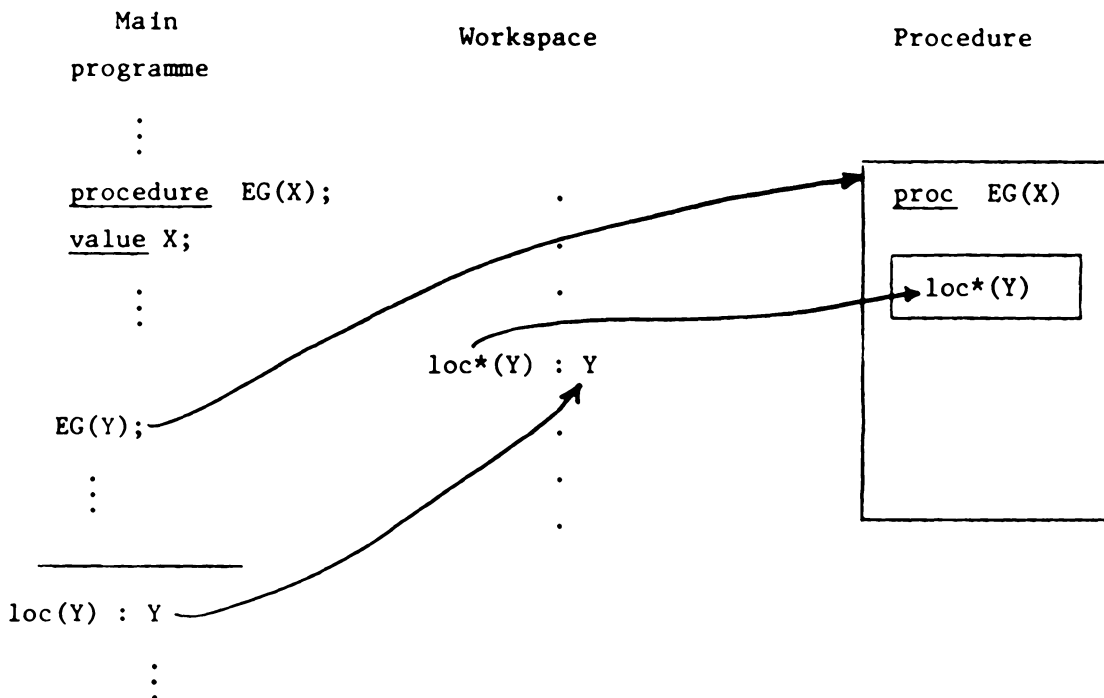 Main
programme
Workspace
Procedure
procedure EG(X);
value X;
proc EG(X)
loc*(Y)
loc*(Y) : Y
EG(Y);
loc(Y) : Y